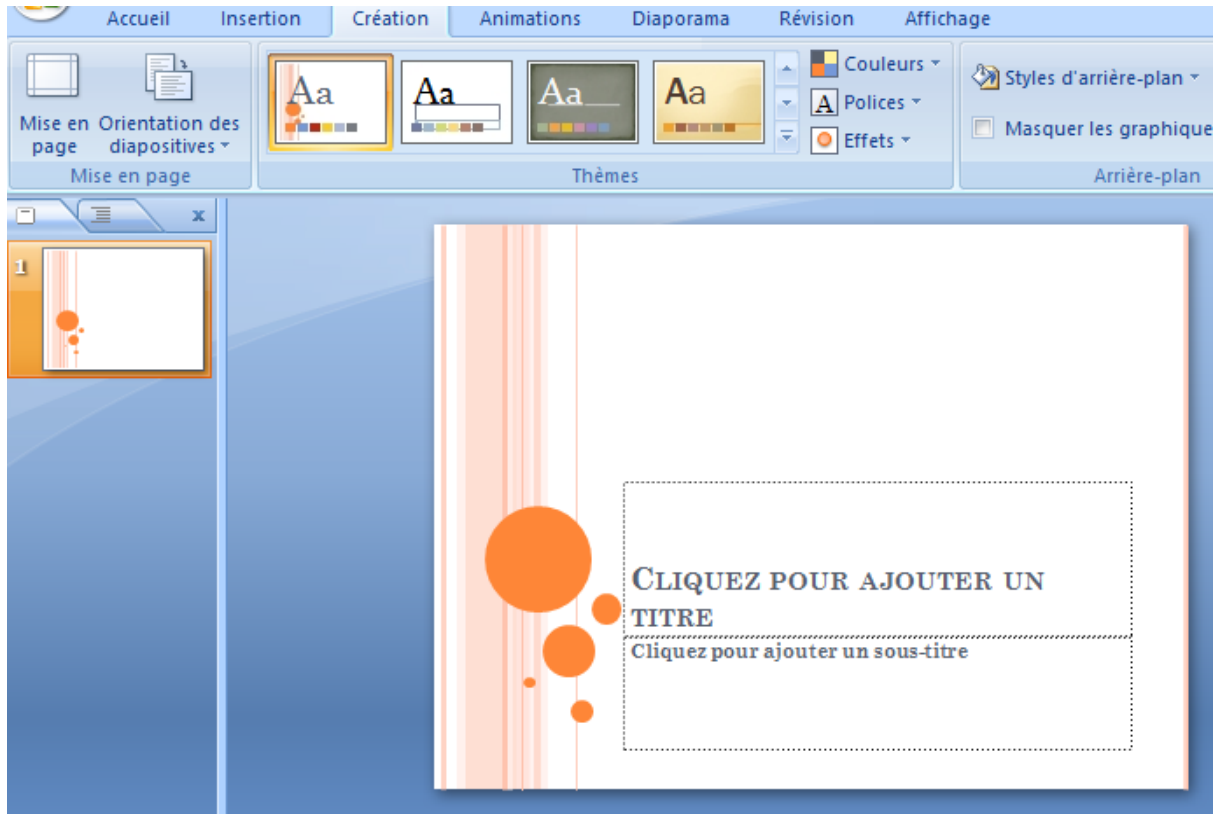 Accueil Insertion Création Animations Diaporama Révision Affichage
Aa Aa Aa Aa
Couleurs
Styles d'arrière-plan
A Polices
Mise en page
Orientation des diapositives
Masquer les graphique
Effets
Mise en page Thèmes Arrière-plan
1
Cliquez pour ajouter un
titre
Cliquez pour ajouter un sous-titre